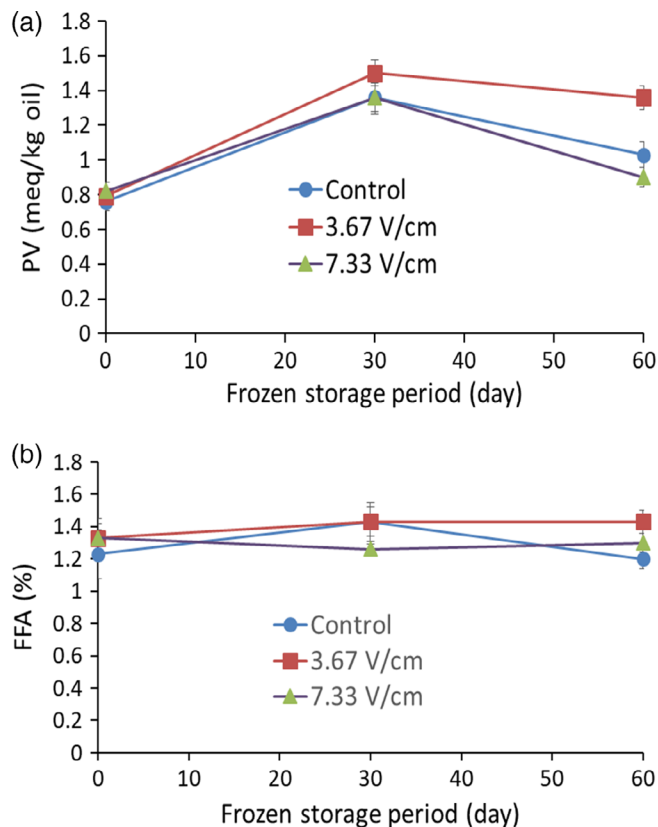 (a)
1.8
1.6
1.4
1.2
1
0.8
0.6
0.4
0.2
0
PV (meq/kg oil)
Control
3.67 V/cm
7.33 V/cm
0 10 20 30 40 50 60
Frozen storage period (day)
(b)
1.8
1.6
1.4
1.2
1
0.8
0.6
0.4
0.2
0
FFA (%)
Control
3.67 V/cm
7.33 V/cm
0 10 20 30 40 50 60
Frozen storage period (day)